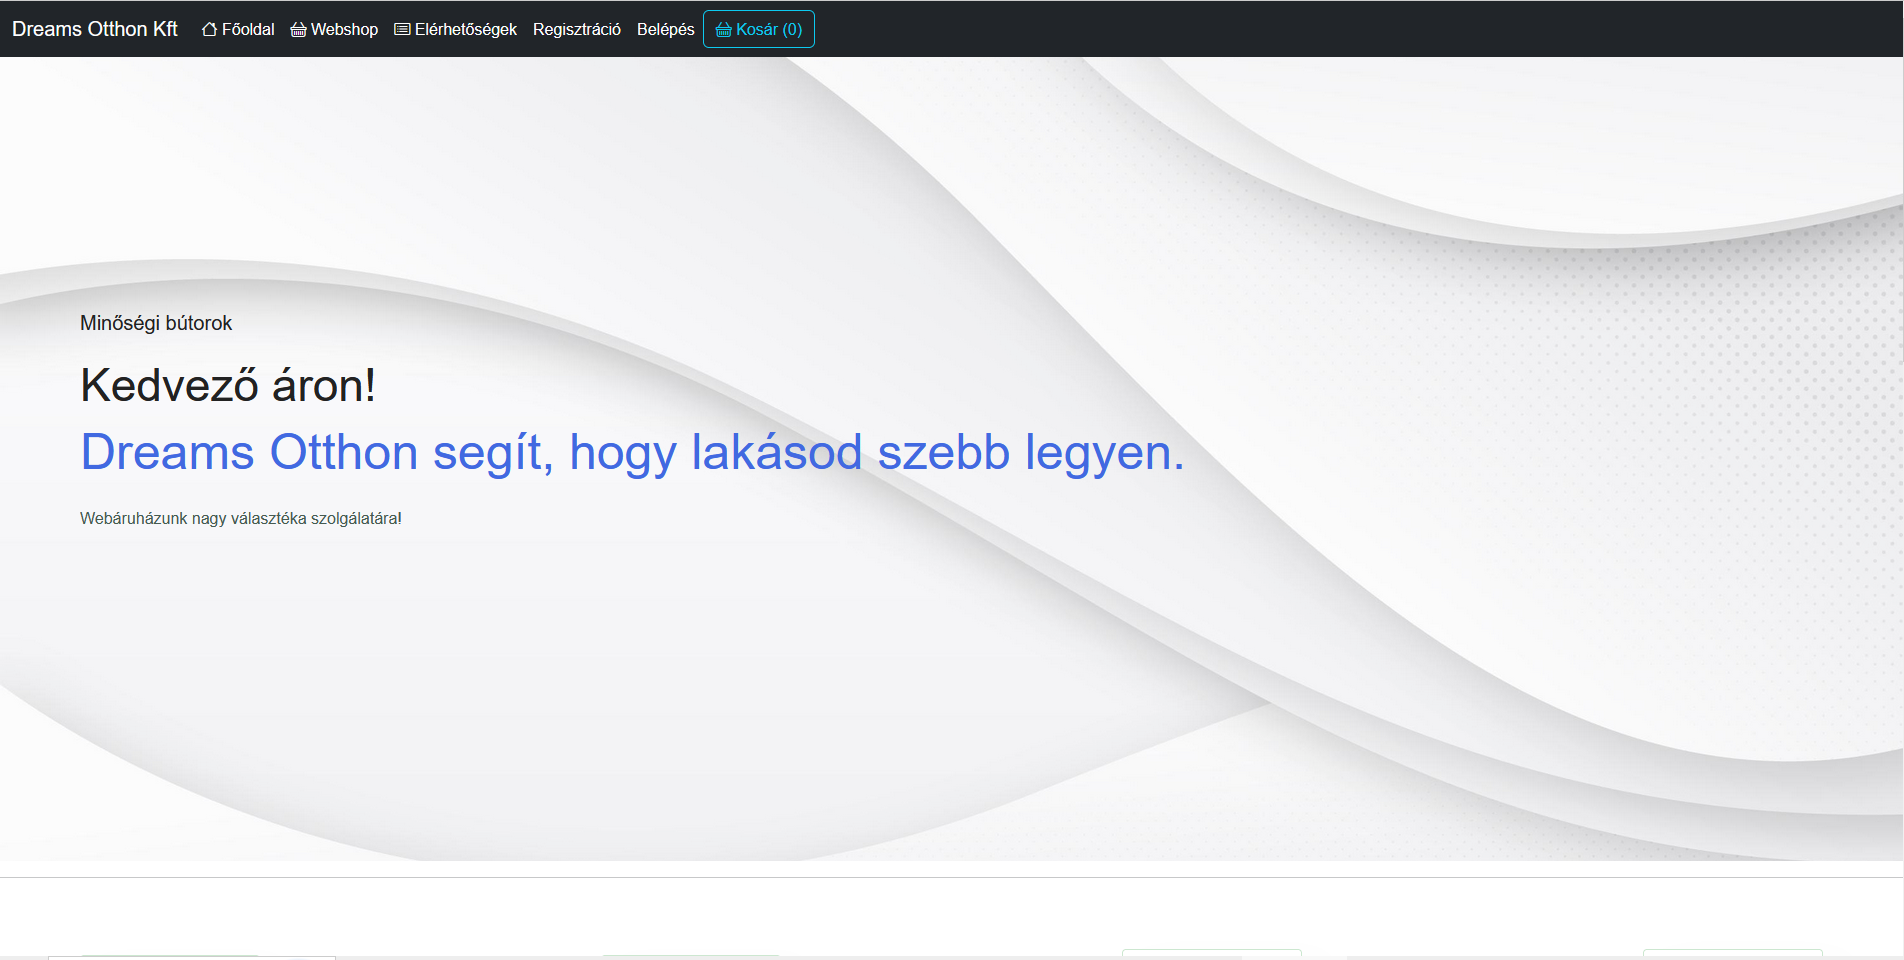 Dreams Otthon Kft Főoldal Webshop Elérhetőségek Regisztráció Belépés Kosár (0)
Minőségi bútorok
Kedvező áron!
Dreams Otthon segít, hogy lakásod szebb legyen.
Webáruházunk nagy választéka szolgálatára!